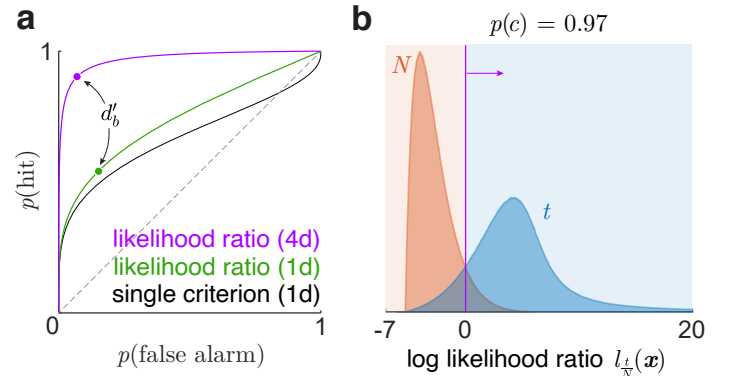 a
1
d′b
p(hit)
likelihood ratio (4d)
likelihood ratio (1d)
single criterion (1d)
0
1
p(false alarm)
b
p(c) = 0.97
N
t
-7
0
20
log likelihood ratio l_{t/N}(x)